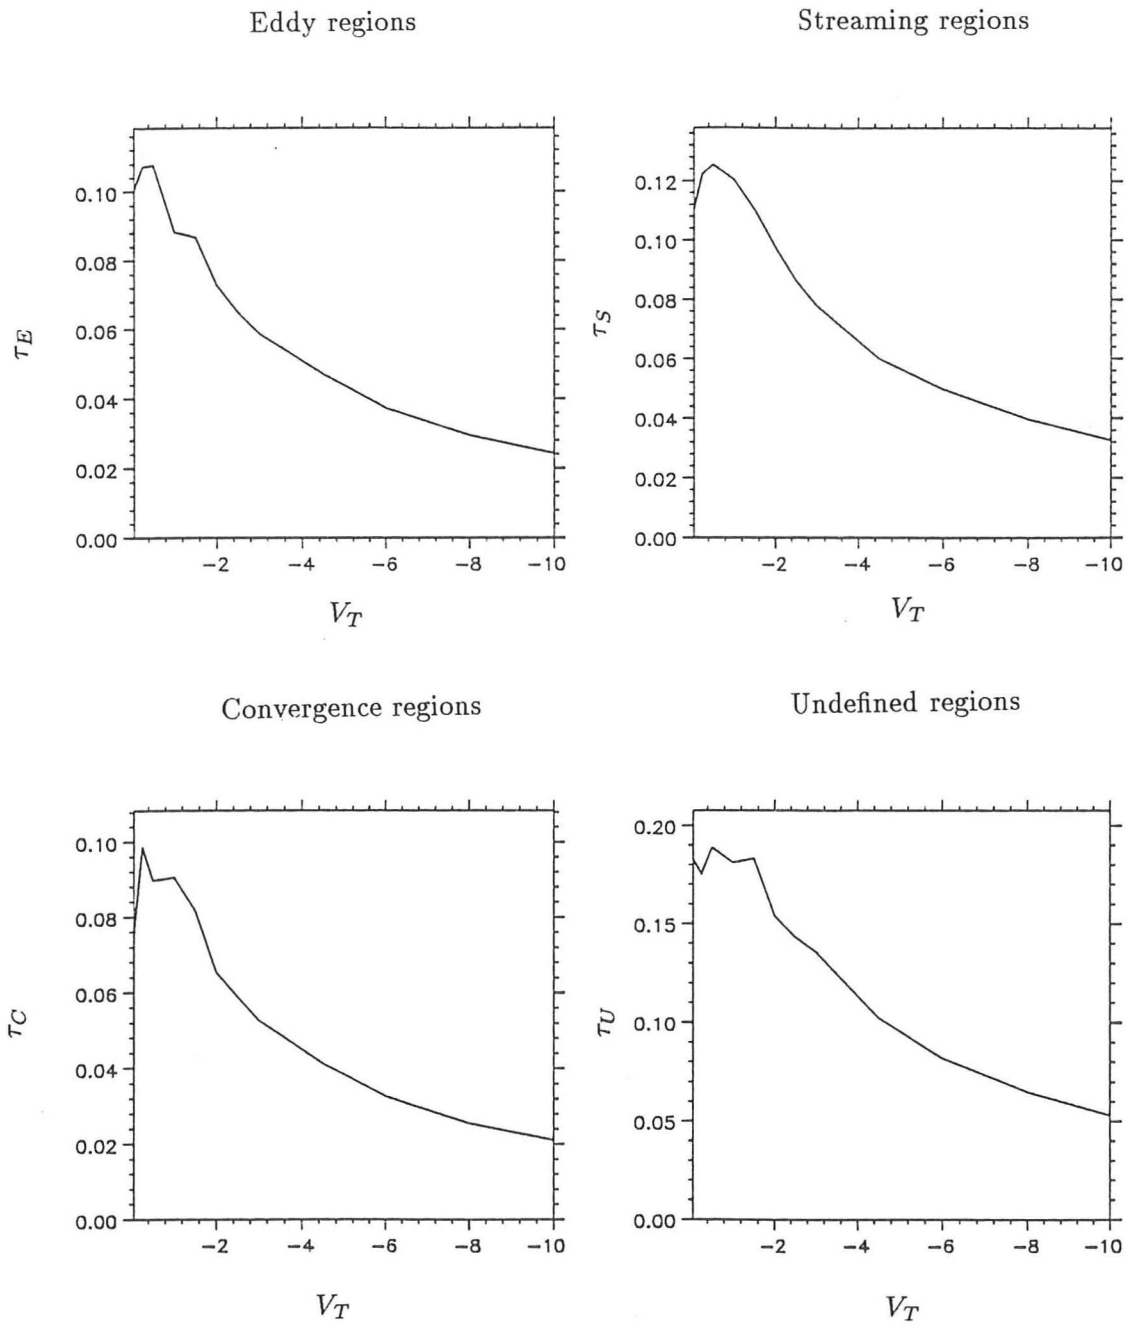 Eddy regions
Streaming regions
τE
0.10
0.08
0.06
0.04
0.02
0.00
−2 −4 −6 −8 −10
VT
τS
0.12
0.10
0.08
0.06
0.04
0.02
0.00
−2 −4 −6 −8 −10
VT
Convergence regions
Undefined regions
τC
0.10
0.08
0.06
0.04
0.02
0.00
−2 −4 −6 −8 −10
VT
τU
0.20
0.15
0.10
0.05
0.00
−2 −4 −6 −8 −10
VT